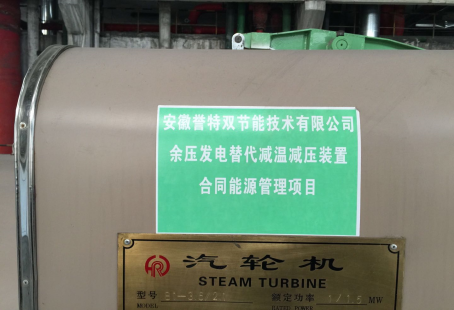 安徽誉特双节能技术有限公司
余压发电替代减温减压装置
合同能源管理项目
汽轮机
STEAM TURBINE
型号
额定功率 MW
MODEL